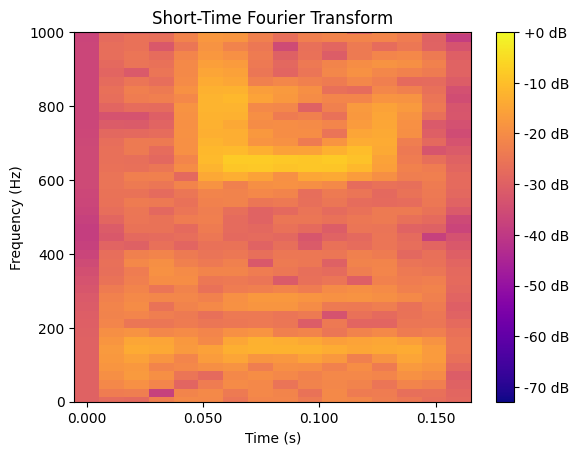 Short-Time Fourier Transform
1000
800
600
400
200
0
Frequency (Hz)
0.000
0.050
0.100
0.150
Time (s)
+0 dB
-10 dB
-20 dB
-30 dB
-40 dB
-50 dB
-60 dB
-70 dB